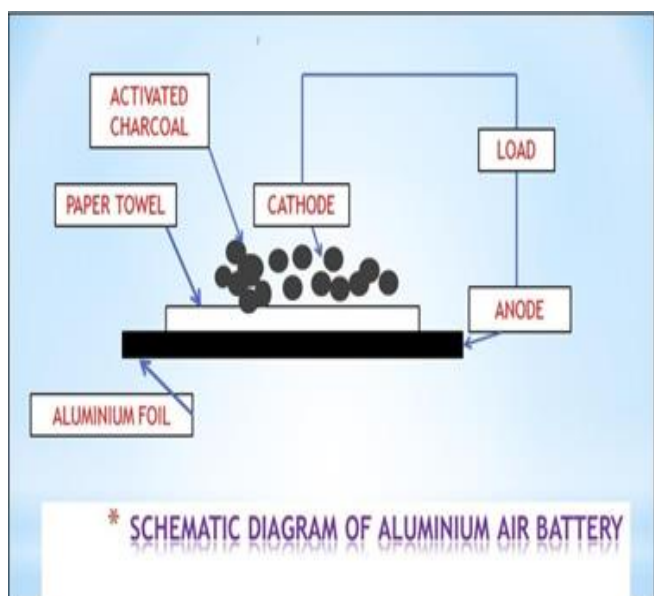 ACTIVATED
CHARCOAL
LOAD
PAPER TOWEL
CATHODE
ANODE
ALUMINIUM FOIL
* SCHEMATIC DIAGRAM OF ALUMINIUM AIR BATTERY